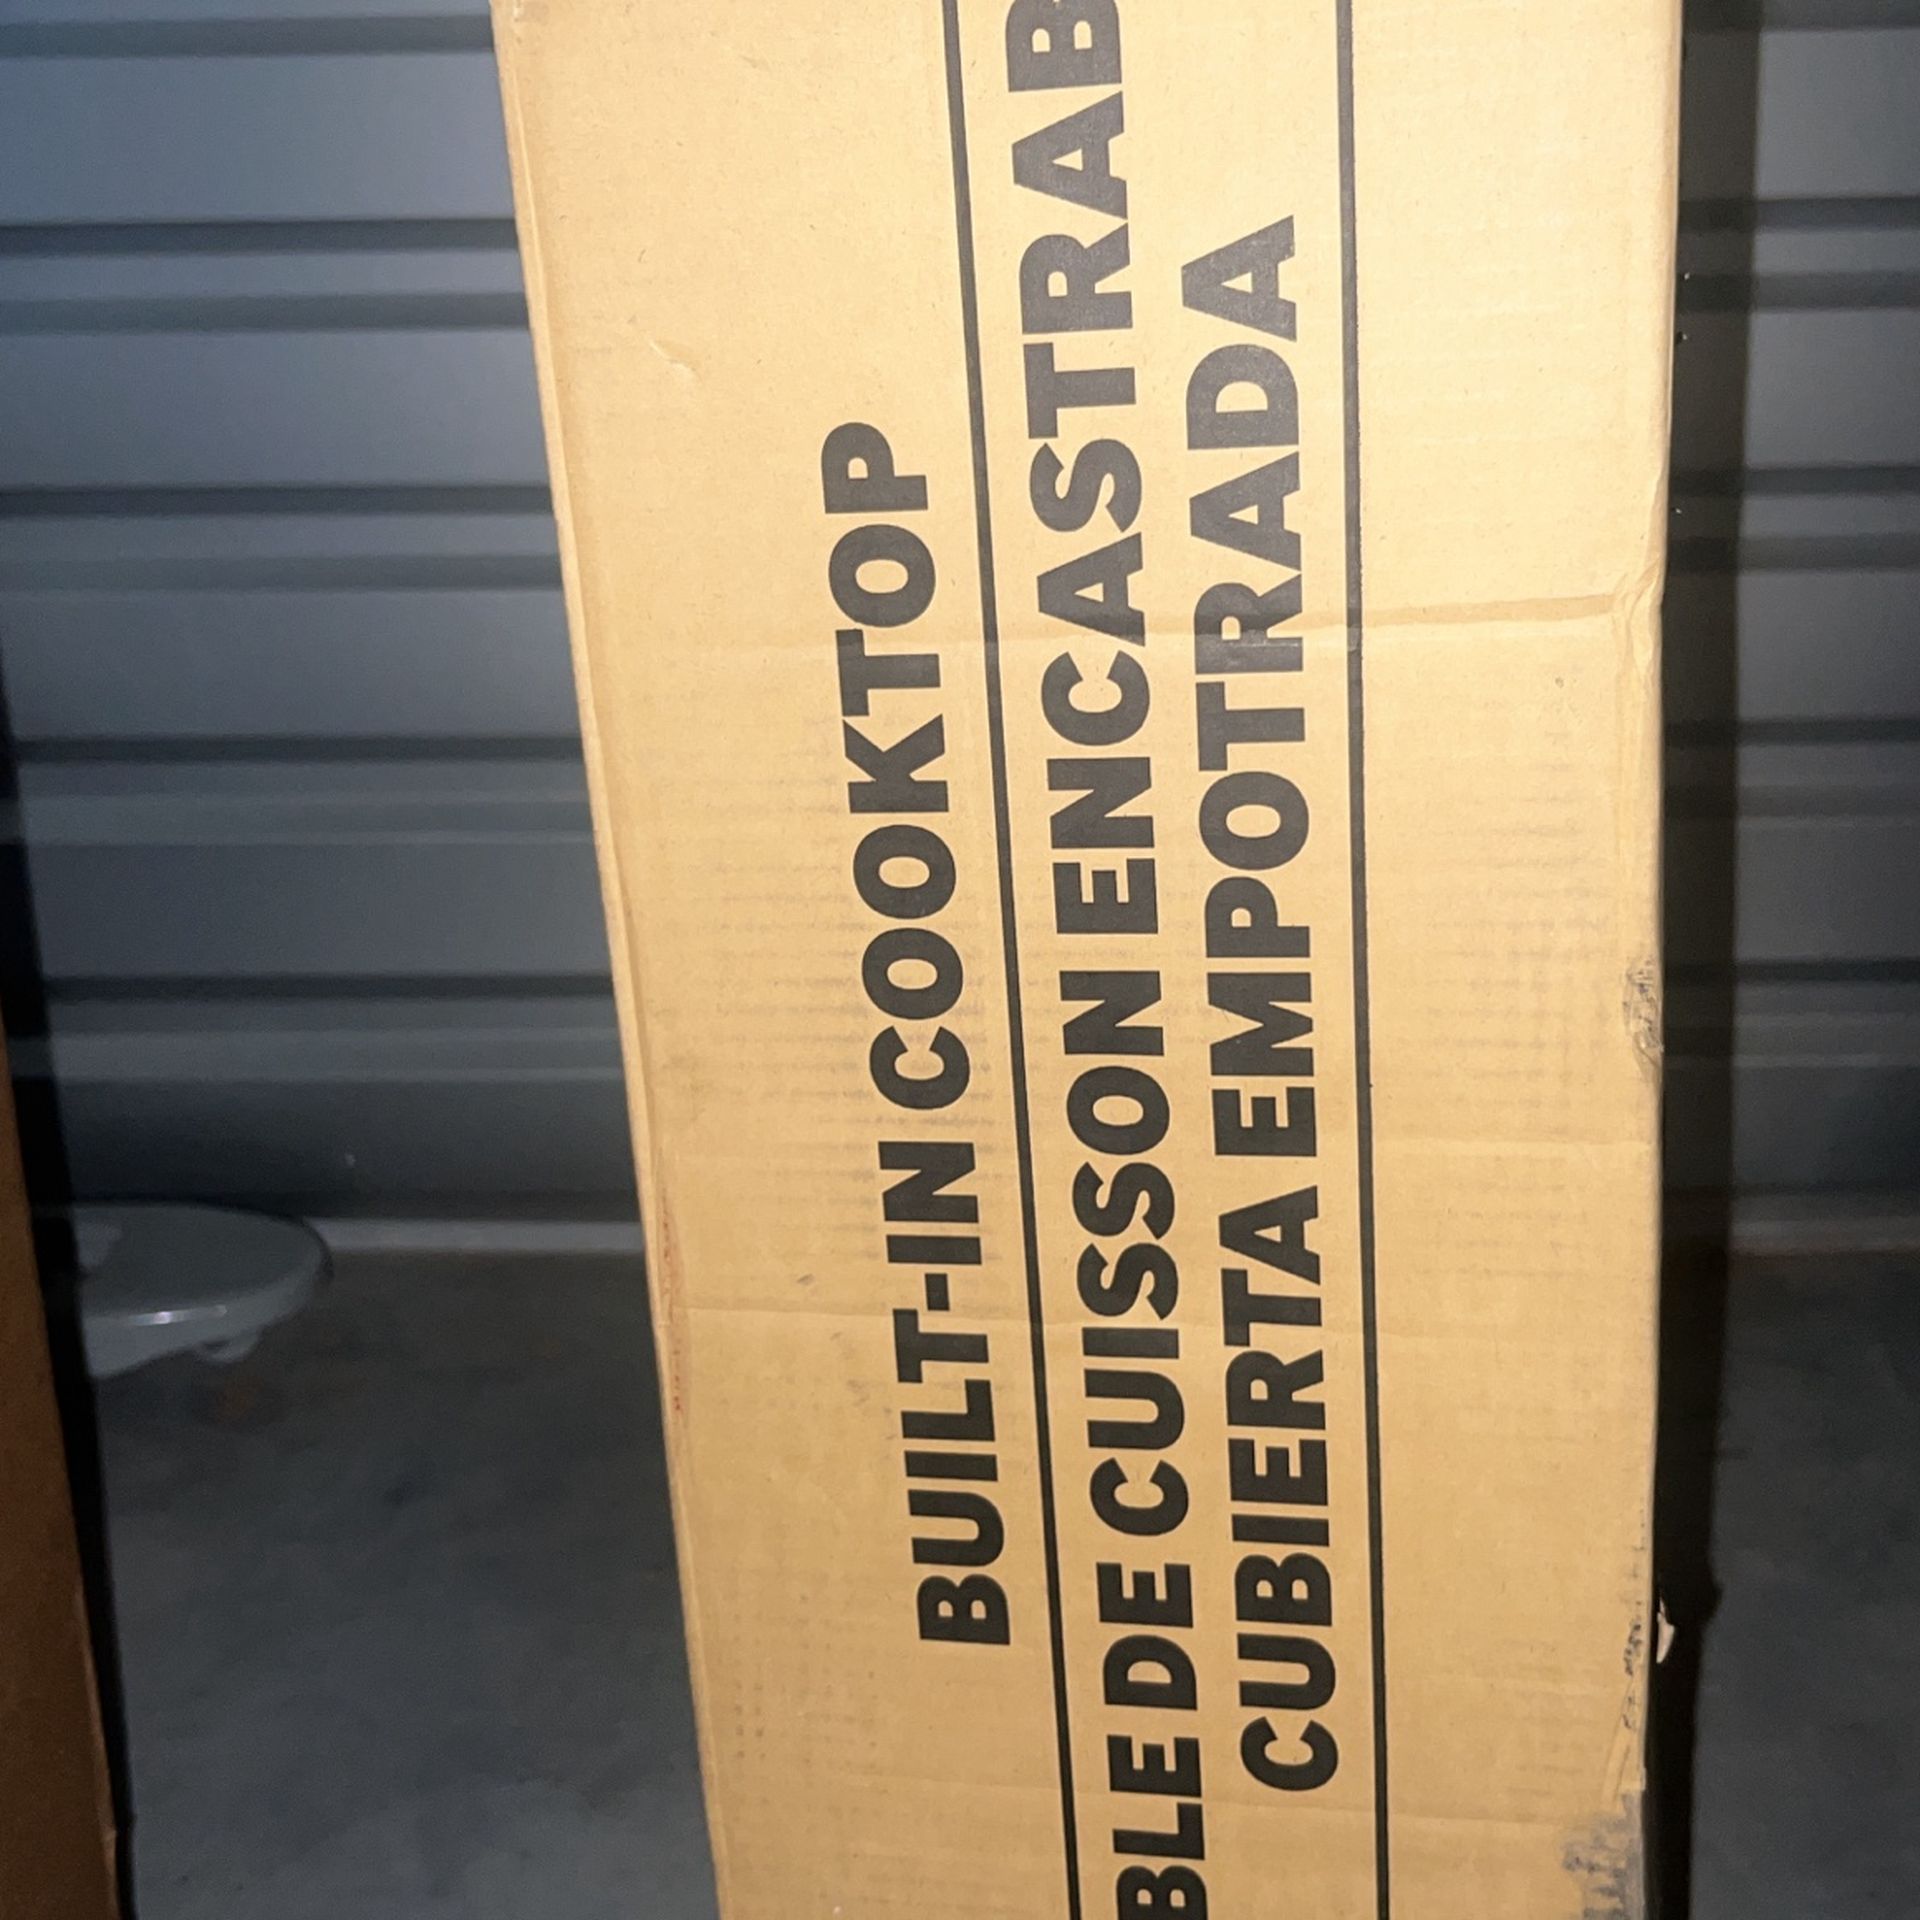 BUILT-IN COOKTOP
BLE DE CUISSON ENCASTRAB
CUBIERTA EMPOTRADA